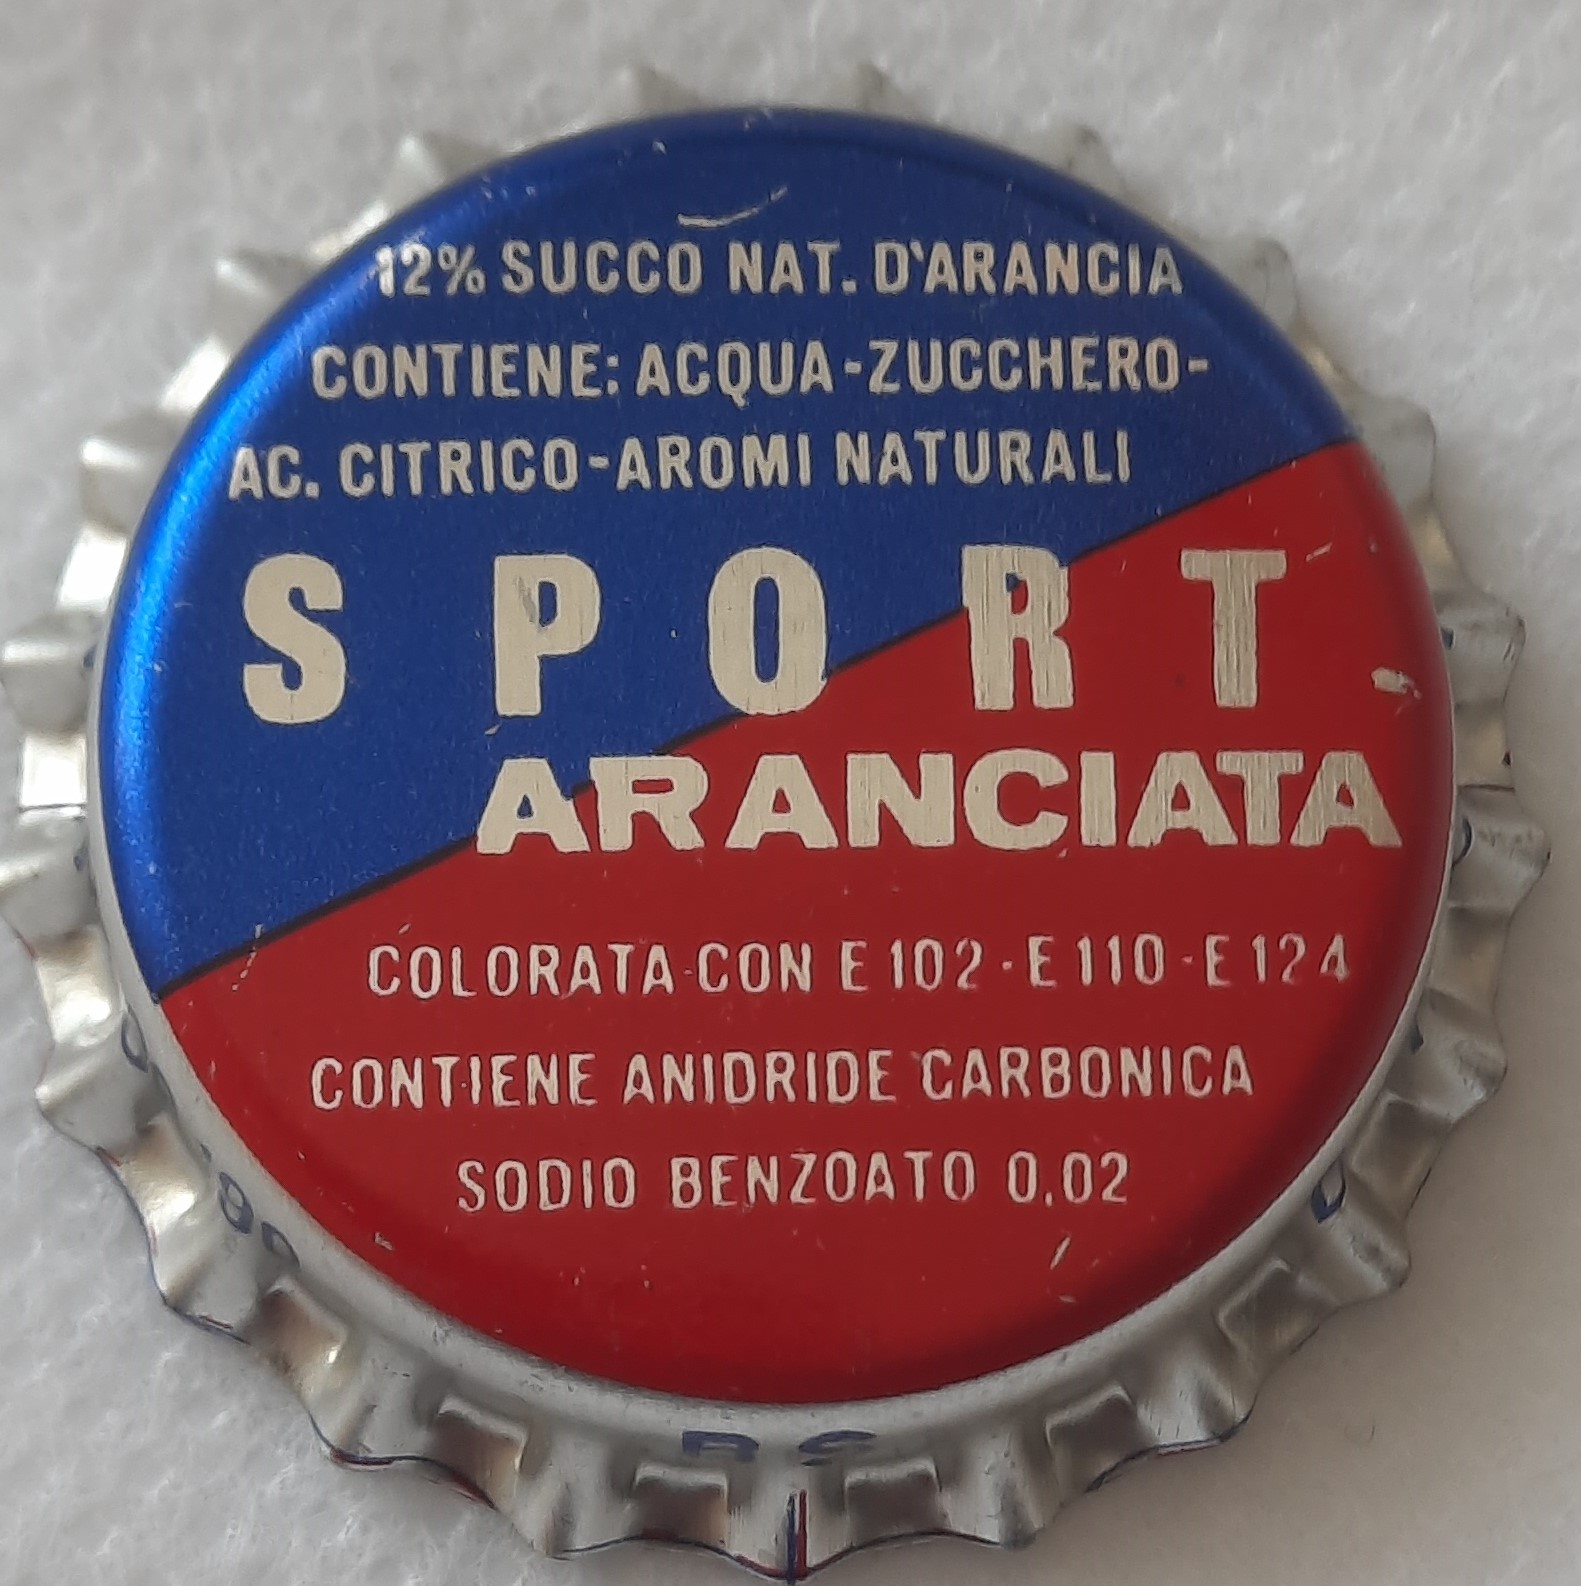 12% SUCCO NAT. D'ARANCIA
CONTIENE: ACQUA-ZUCCHERO-
AC. CITRICO-AROMI NATURALI
SPORT
ARANCIATA
COLORATA CON E 102-E 110-E 124
CONTIENE ANIDRIDE CARBONICA
SODIO BENZOATO 0,02